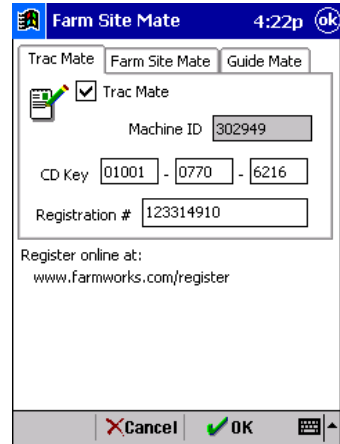 Farm Site Mate 4:22p ok
Trac Mate Farm Site Mate Guide Mate
Trac Mate
Machine ID 302949
CD Key 01001 - 0770 - 6216
Registration # 123314910
Register online at:
www.farmworks.com/register
Cancel OK